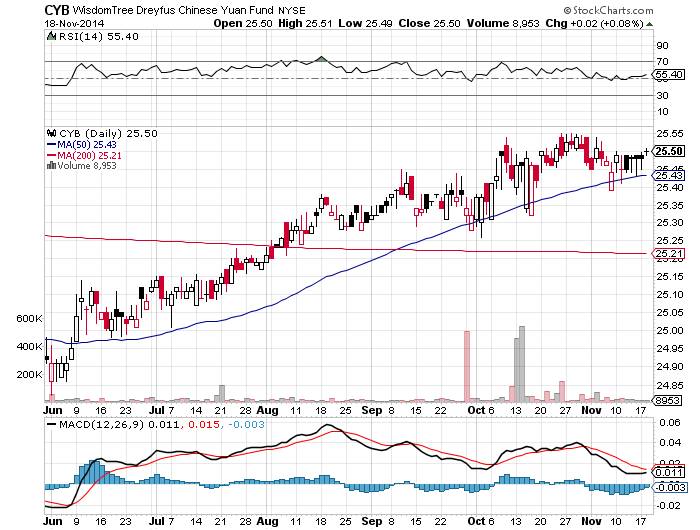 CYB WisdomTree Dreyfus Chinese Yuan Fund NYSE © StockCharts.com
18-Nov-2014 Open 25.50 High 25.51 Low 25.49 Close 25.50 Volume 8,953 Chg +0.02 (+0.08%)
RSI(14) 55.40
90
70
55.40
50
30
10
CYB (Daily) 25.50
MA(50) 25.43
MA(200) 25.21
Volume 8,953
25.55
25.50
25.45
25.43
25.40
25.35
25.30
25.25
25.21
25.20
25.15
25.10
25.05
600K 25.00
24.95
400K
24.90
200K
24.85
8953
Jun 9 16 23 Jul 7 14 21 28 Aug 11 18 25 Sep 8 15 22 Oct 6 13 20 27 Nov 10 17
MACD(12,26,9) 0.011, 0.015, -0.003
0.06
0.04
0.02
0.011
-0.003
-0.02
Jun 9 16 23 Jul 7 14 21 28 Aug 11 18 25 Sep 8 15 22 Oct 6 13 20 27 Nov 10 17